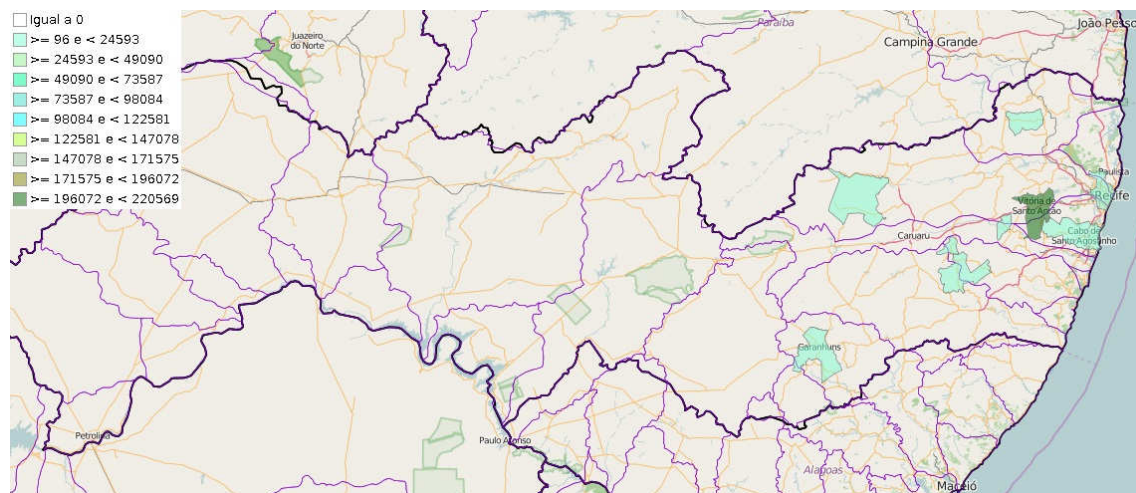 Igual a 0
>= 96 e < 24593
>= 24593 e < 49090
>= 49090 e < 73587
>= 73587 e < 98084
>= 98084 e < 122581
>= 122581 e < 147078
>= 147078 e < 171575
>= 171575 e < 196072
>= 196072 e < 220569
Juazeiro
do Norte
Paraíba
João Pesso
Campina Grande
Paulista
Recife
Vitória de
Santo Antão
Cabo de
Santo Agostinho
Caruaru
Garanhuns
Petrolina
Paulo Afonso
Alagoas
Maceió